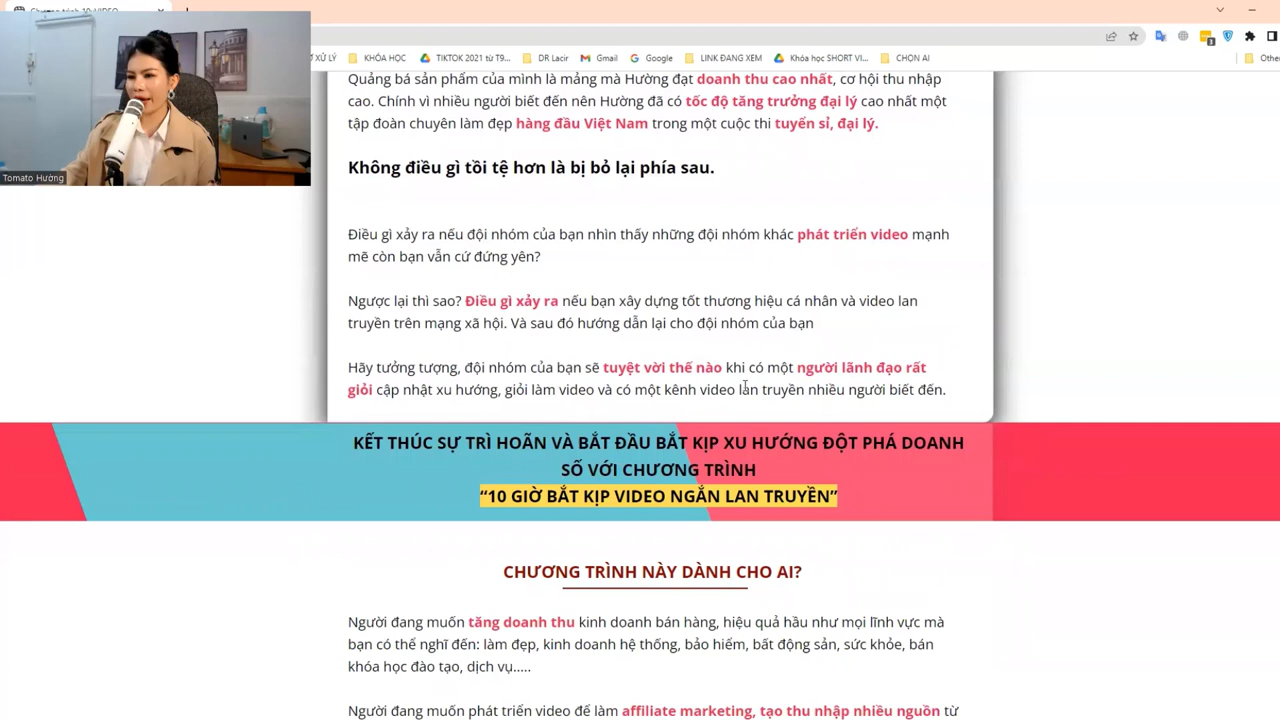 Chương trình 10 VIDEO
XỬ LÝ
KHÓA HỌC
TIKTOK 2021 từ T9...
DR Lacir
Gmail
Google
LINK ĐANG XEM
Khóa học SHORT VI...
CHỌN AI
Othe
Quảng bá sản phẩm của mình là mảng mà Hường đạt doanh thu cao nhất, cơ hội thu nhập
cao. Chính vì nhiều người biết đến nên Hường đã có tốc độ tăng trưởng đại lý cao nhất một
tập đoàn chuyên làm đẹp hàng đầu Việt Nam trong một cuộc thi tuyển sỉ, đại lý.
Tomato Hường
Không điều gì tồi tệ hơn là bị bỏ lại phía sau.
Điều gì xảy ra nếu đội nhóm của bạn nhìn thấy những đội nhóm khác phát triển video mạnh
mẽ còn bạn vẫn cứ đứng yên?
Ngược lại thì sao? Điều gì xảy ra nếu bạn xây dựng tốt thương hiệu cá nhân và video lan
truyền trên mạng xã hội. Và sau đó hướng dẫn lại cho đội nhóm của bạn
Hãy tưởng tượng, đội nhóm của bạn sẽ tuyệt vời thế nào khi có một người lãnh đạo rất
giỏi cập nhật xu hướng, giỏi làm video và có một kênh video lan truyền nhiều người biết đến.
KẾT THÚC SỰ TRÌ HOÃN VÀ BẮT ĐẦU BẮT KỊP XU HƯỚNG ĐỘT PHÁ DOANH
SỐ VỚI CHƯƠNG TRÌNH
“10 GIỜ BẮT KỊP VIDEO NGẮN LAN TRUYỀN”
CHƯƠNG TRÌNH NÀY DÀNH CHO AI?
Người đang muốn tăng doanh thu kinh doanh bán hàng, hiệu quả hầu như mọi lĩnh vực mà
bạn có thể nghĩ đến: làm đẹp, kinh doanh hệ thống, bảo hiểm, bất động sản, sức khỏe, bán
khóa học đào tạo, dịch vụ.....
Người đang muốn phát triển video để làm affiliate marketing, tạo thu nhập nhiều nguồn từ